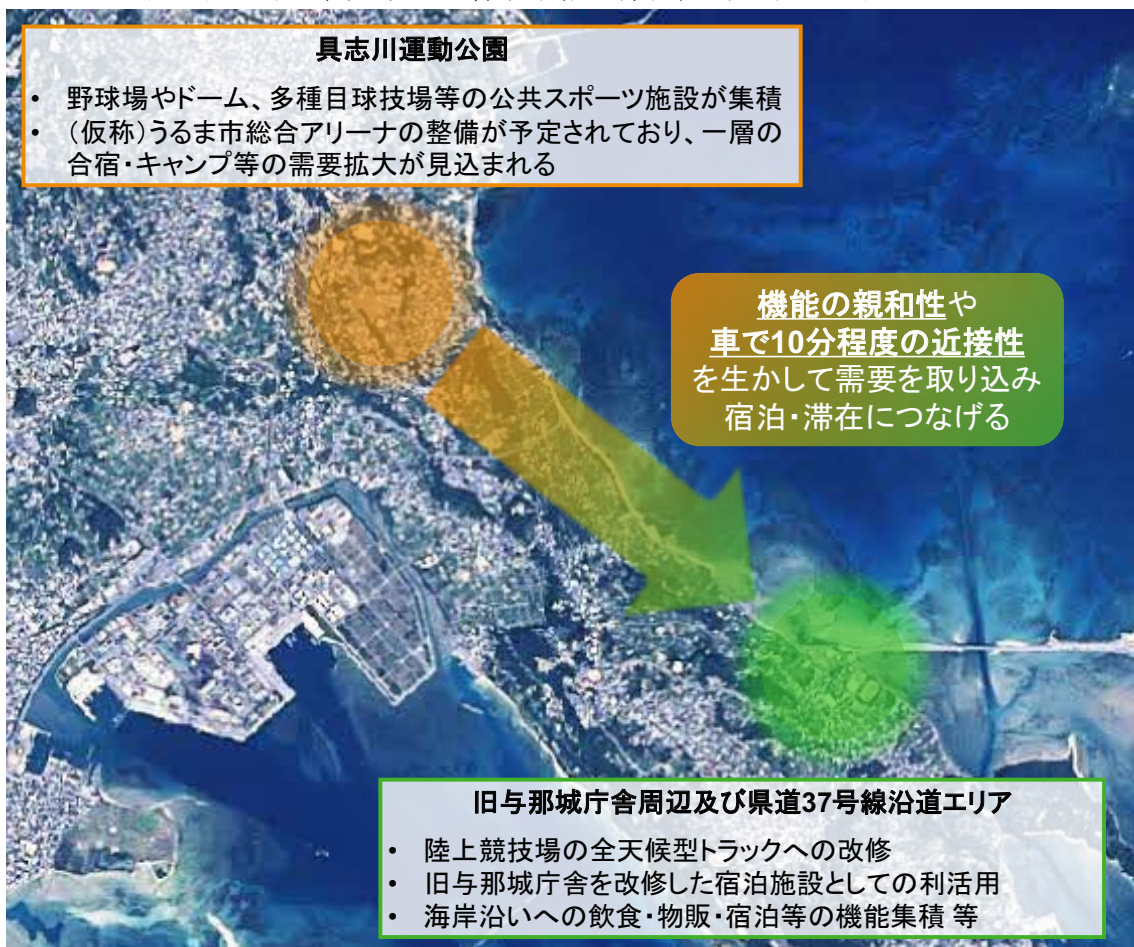 具志川運動公園
• 野球場やドーム、多種目球技場等の公共スポーツ施設が集積
• （仮称）うるま市総合アリーナの整備が予定されており、一層の
合宿・キャンプ等の需要拡大が見込まれる
機能の親和性や
車で10分程度の近接性
を生かして需要を取り込み
宿泊・滞在につなげる
旧与那城庁舎周辺及び県道37号線沿道エリア
• 陸上競技場の全天候型トラックへの改修
• 旧与那城庁舎を改修した宿泊施設としての利活用
• 海岸沿いへの飲食・物販・宿泊等の機能集積 等